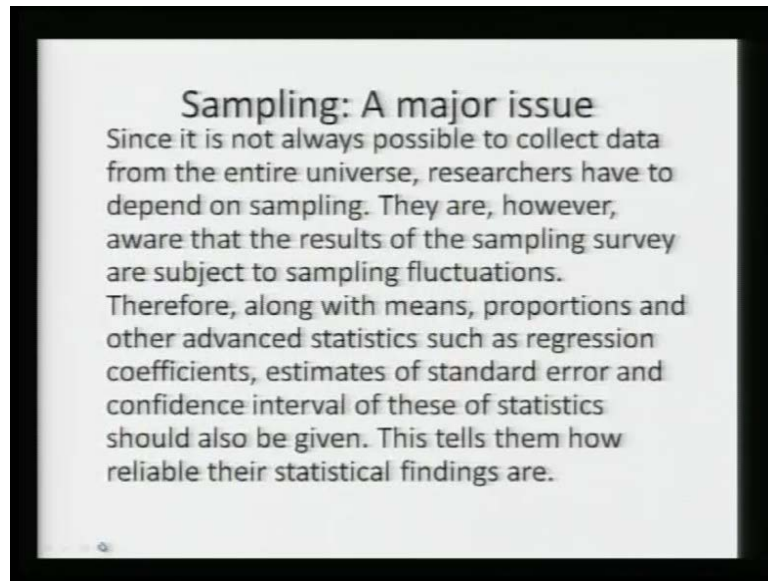 Sampling: A major issue
Since it is not always possible to collect data
from the entire universe, researchers have to
depend on sampling. They are, however,
aware that the results of the sampling survey
are subject to sampling fluctuations.
Therefore, along with means, proportions and
other advanced statistics such as regression
coefficients, estimates of standard error and
confidence interval of these of statistics
should also be given. This tells them how
reliable their statistical findings are.